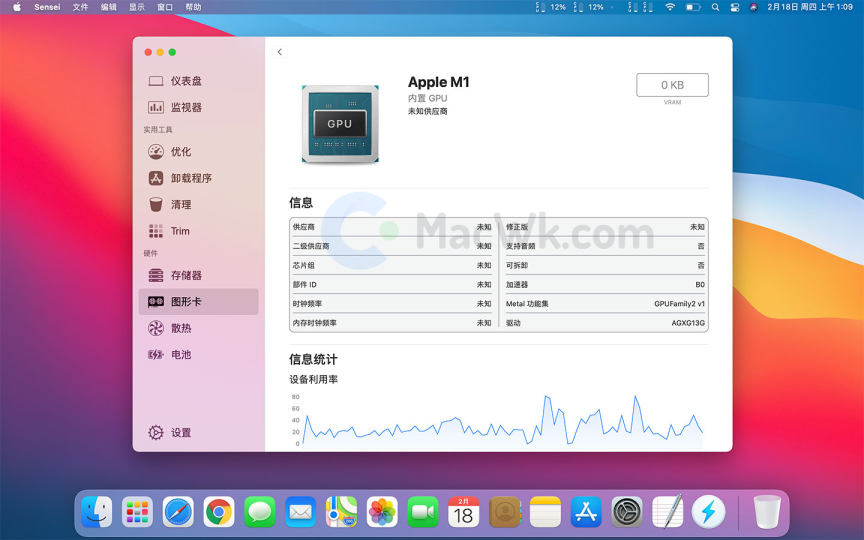 Sensei 文件 编辑 显示 窗口 帮助
12% 12% 2月18日 周四 上午 1:09
仪表盘
监视器
实用工具
优化
卸载程序
清理
Trim
硬件
存储器
图形卡
散热
电池
设置
Apple M1
内置 GPU
未知供应商
GPU
0 KB
VRAM
信息
供应商 未知 修正版 未知
二级供应商 未知 支持音频 否
芯片组 未知 可拆卸 否
部件 ID 未知 加速器 B0
时钟频率 未知 Metal 功能集 GPUFamily2 v1
内存时钟频率 未知 驱动 AGXG13G
MacWk.com
信息统计
设备利用率
80
60
40
20
0
2月
18